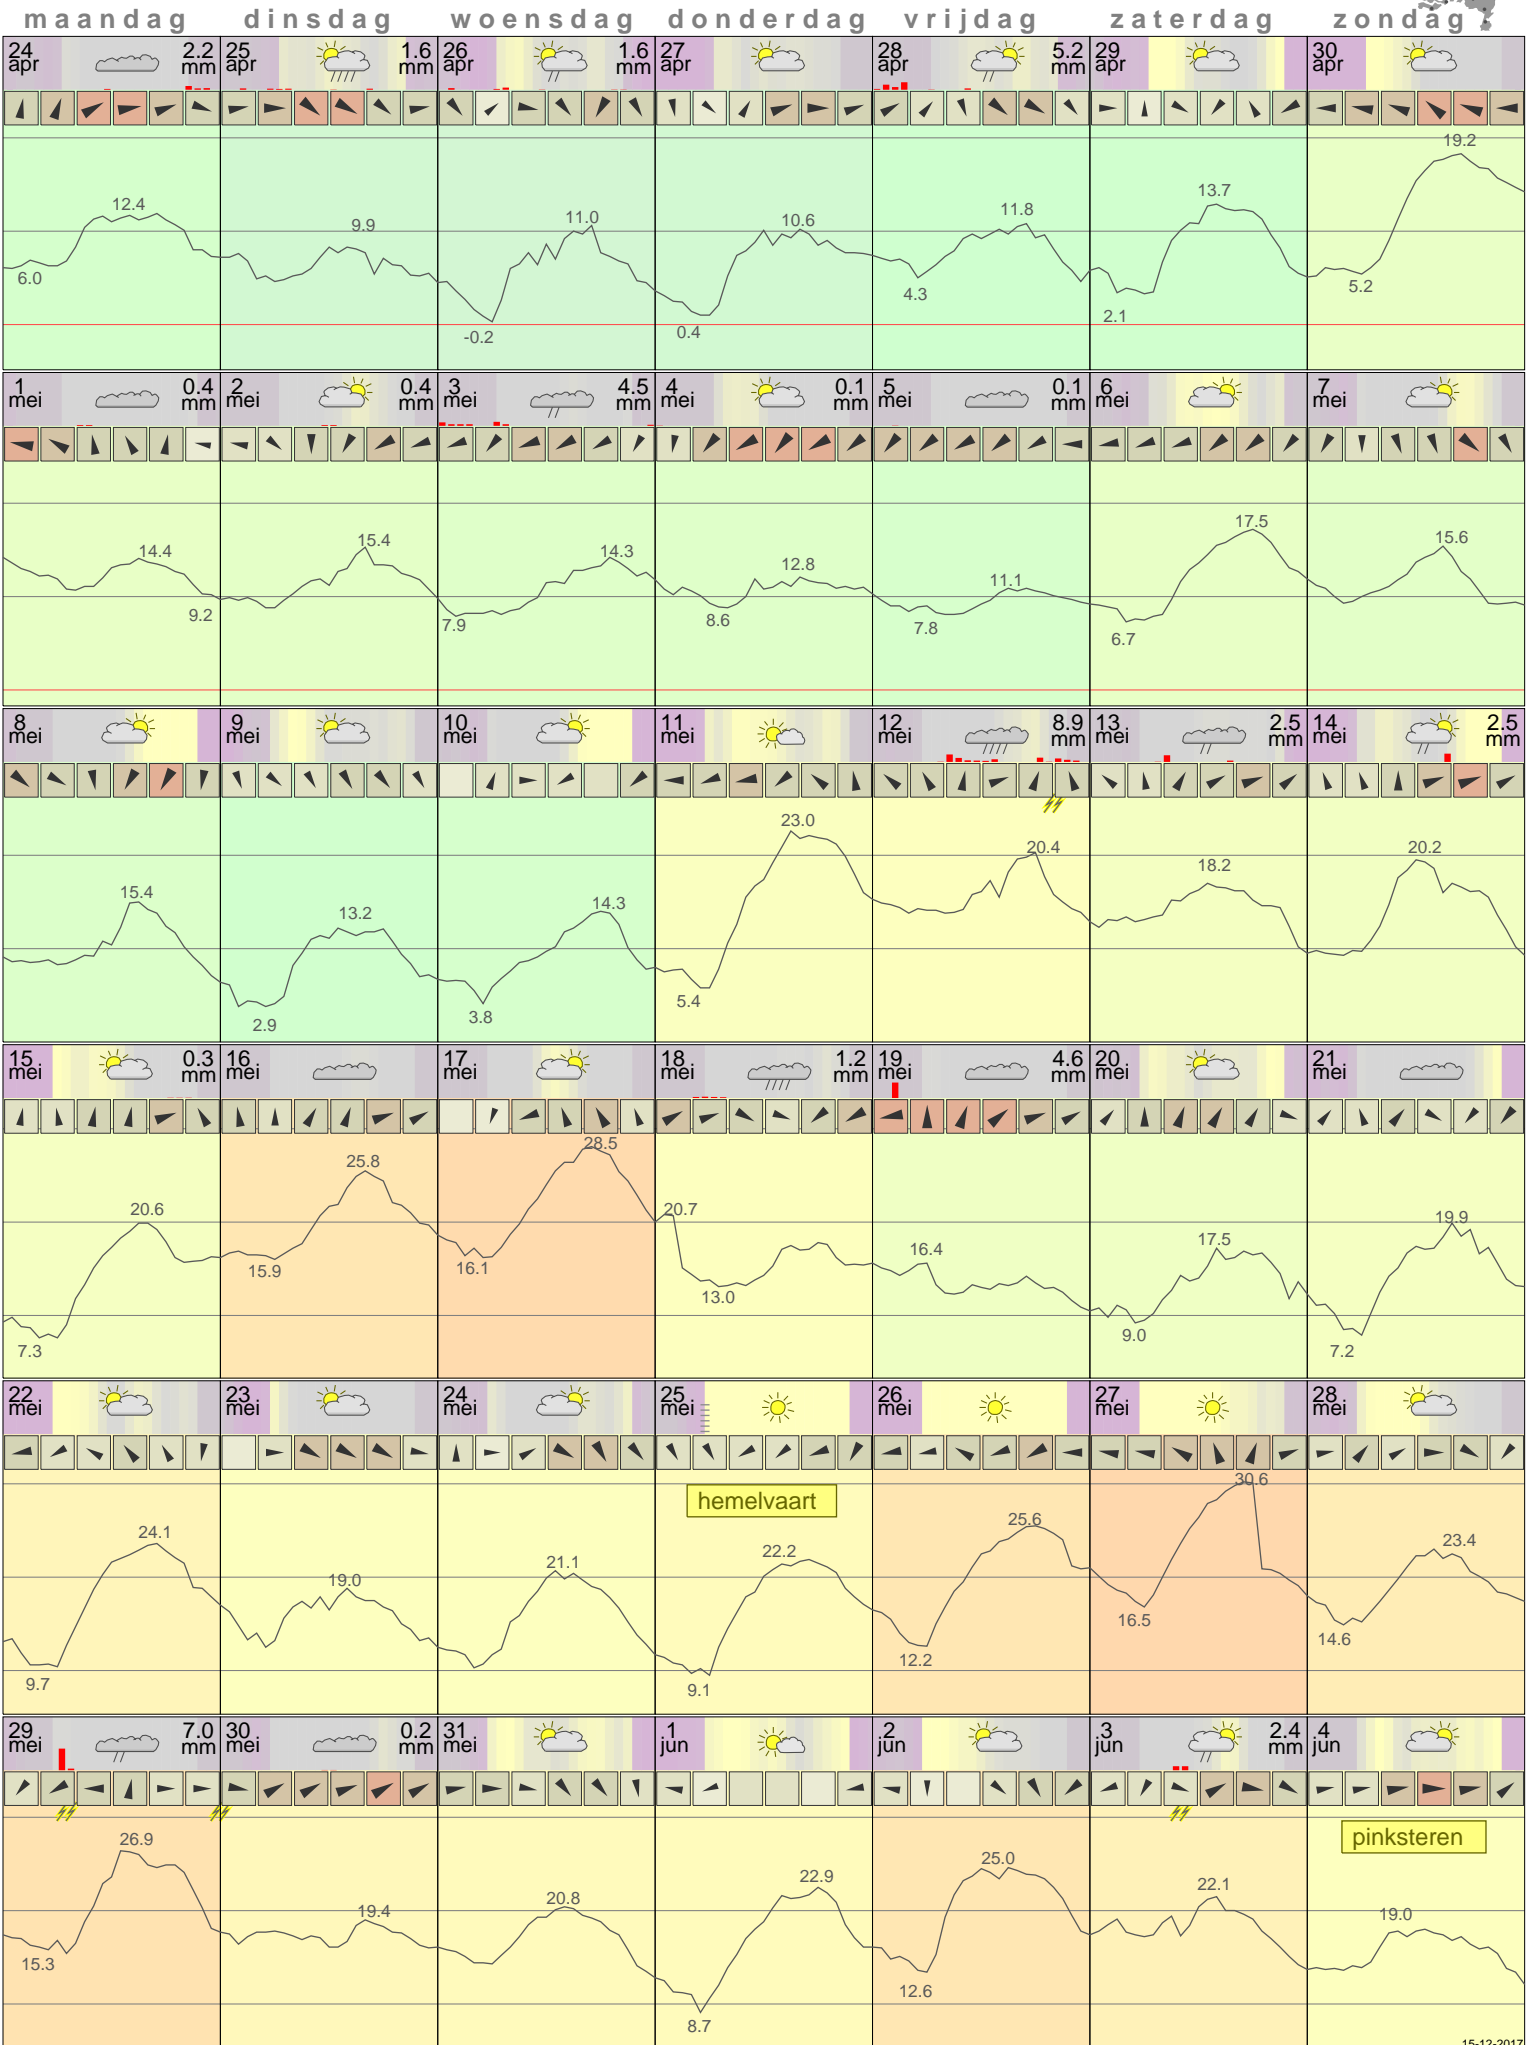 maandag dinsdag woensdag donderdag vrijdag zaterdag zondag
24 apr 2.2 mm 25 apr 1.6 mm 26 apr 1.6 mm 27 apr 28 apr 5.2 mm 29 apr 30 apr
19.2
12.4 9.9 11.0 10.6 11.8 13.7
6.0 -0.2 0.4 4.3 2.1 5.2
1 mei 0.4 mm 2 mei 0.4 mm 3 mei 4.5 mm 4 mei 0.1 mm 5 mei 0.1 mm 6 mei 7 mei
14.4 15.4 14.3 12.8 11.1 17.5 15.6
9.2 7.9 8.6 7.8 6.7
8 mei 9 mei 10 mei 11 mei 12 mei 8.9 mm 13 mei 2.5 mm 14 mei 2.5 mm
15.4 13.2 14.3 23.0 20.4 18.2 20.2
2.9 3.8 5.4
15 mei 0.3 mm 16 mei 17 mei 18 mei 1.2 mm 19 mei 4.6 mm 20 mei 21 mei
20.6 25.8 28.5 20.7 16.4 17.5 19.9
7.3 15.9 16.1 13.0 9.0 7.2
22 mei 23 mei 24 mei 25 mei 26 mei 27 mei 28 mei
hemelvaart
24.1 19.0 21.1 22.2 25.6 30.6 23.4
9.7 9.1 12.2 16.5 14.6
29 mei 7.0 mm 30 mei 0.2 mm 31 mei 1 jun 2 jun 3 jun 2.4 mm 4 jun
pinksteren
26.9 19.4 20.8 22.9 25.0 22.1 19.0
15.3 8.7 12.6
15-12-2017